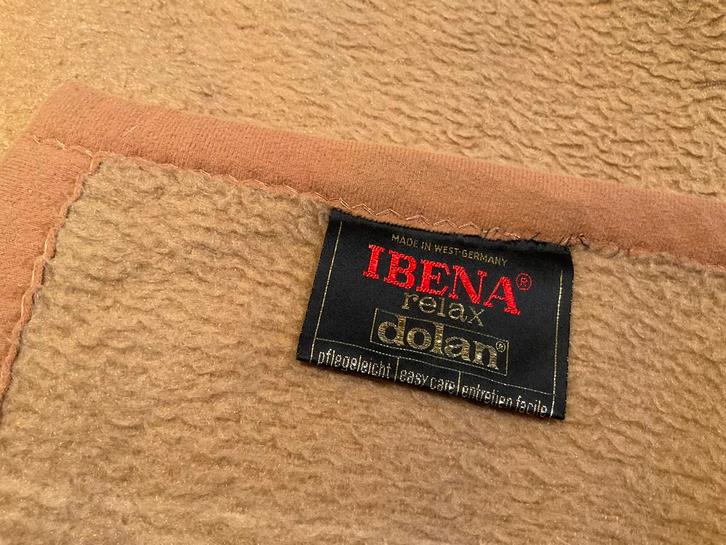 MADE IN WEST-GERMANY
IBENA®
relax
dolan®
pflegeleicht easy care entretien facile